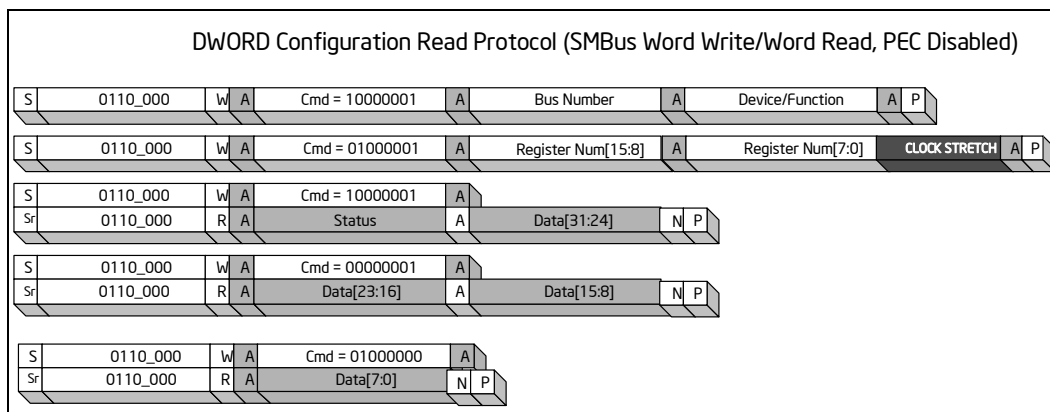 DWORD Configuration Read Protocol (SMBus Word Write/Word Read, PEC Disabled)
S 0110_000 W A Cmd = 10000001 A Bus Number A Device/Function A P
S 0110_000 W A Cmd = 01000001 A Register Num[15:8] A Register Num[7:0] CLOCK STRETCH A P
S 0110_000 W A Cmd = 10000001 A
Sr 0110_000 R A Status A Data[31:24] N P
S 0110_000 W A Cmd = 00000001 A
Sr 0110_000 R A Data[23:16] A Data[15:8] N P
S 0110_000 W A Cmd = 01000000 A
Sr 0110_000 R A Data[7:0] N P